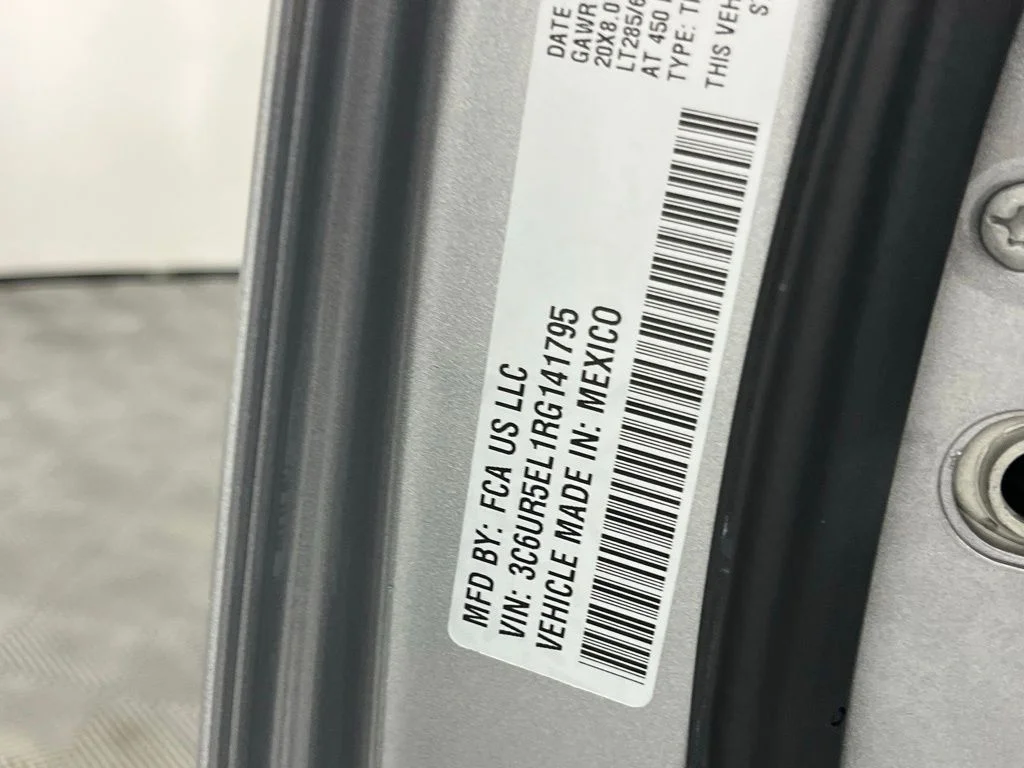 MFD BY: FCA US LLC
VIN: 3C6UR5EL1RG141795
VEHICLE MADE IN: MEXICO
DATE
GAWR
20X8.0
LT285/6
AT 450
TYPE:
THIS VEH